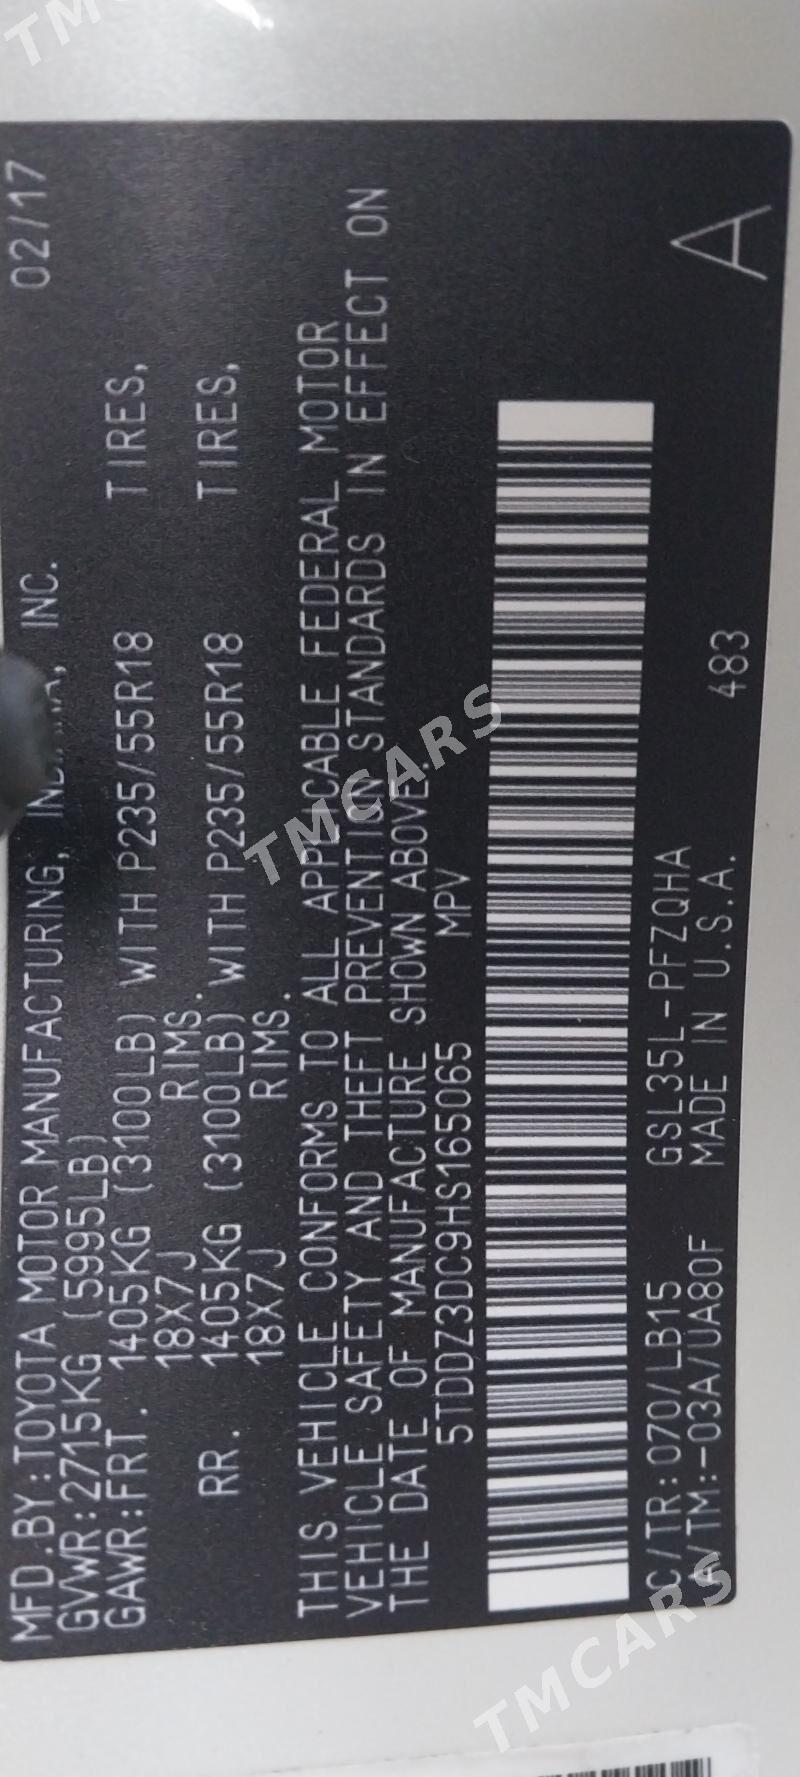 MFD.BY:TOYOTA MOTOR MANUFACTURING, INC. 02/17
GVWR:2715KG (5995LB)
GAWR:FRT. 1405KG (3100LB) WITH P235/55R18 TIRES,
18X7J RIMS.
RR. 1405KG (3100LB) WITH P235/55R18 TIRES,
18X7J RIMS.
THIS VEHICLE CONFORMS TO ALL APPLICABLE FEDERAL MOTOR
VEHICLE SAFETY AND THEFT PREVENTION STANDARDS IN EFFECT ON
THE DATE OF MANUFACTURE SHOWN ABOVE.
5TDDZ3DC9HS165065 MPV
C/TR:070/LB15 GSL35L-PFZQHA
A/TM:-03A/UA80F MADE IN U.S.A. 483
A
TMCARS
TMCARS